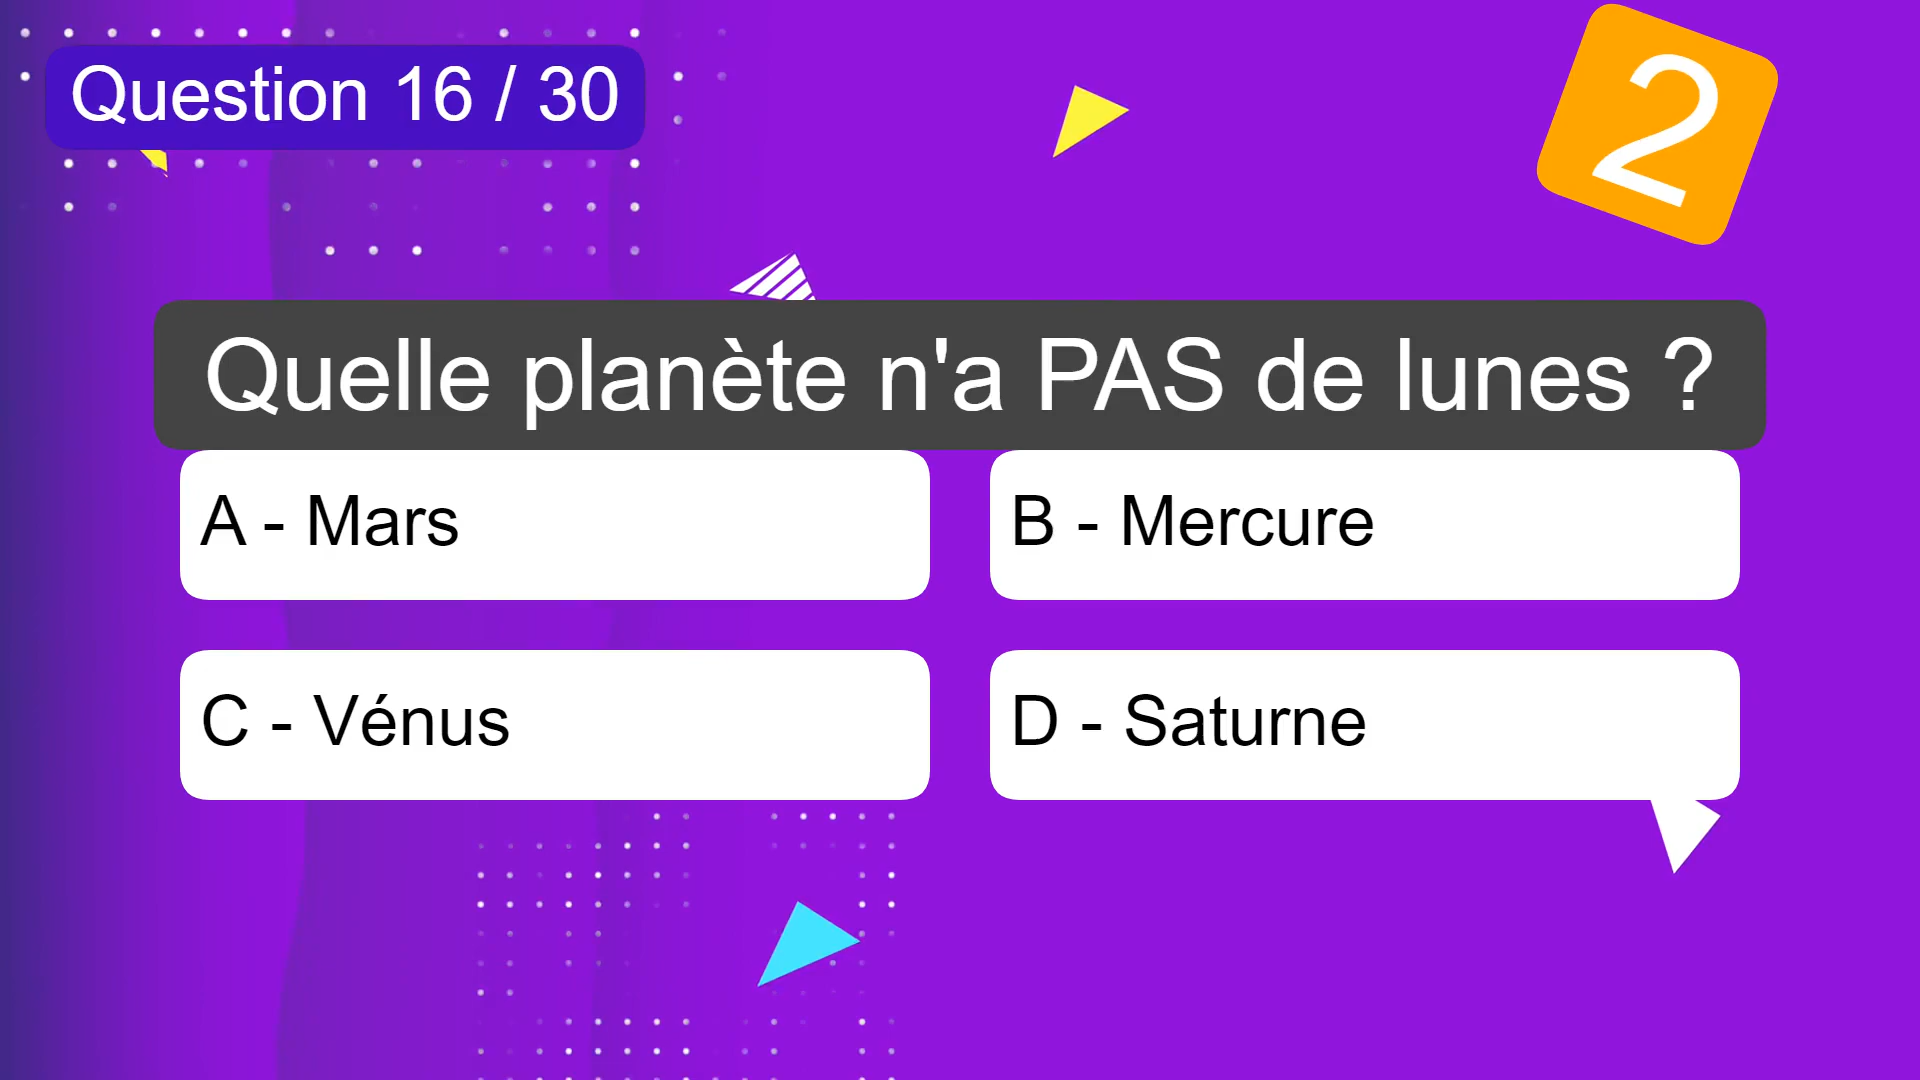 Question 16 / 30
2
Quelle planète n'a PAS de lunes ?
A - Mars
B - Mercure
C - Vénus
D - Saturne